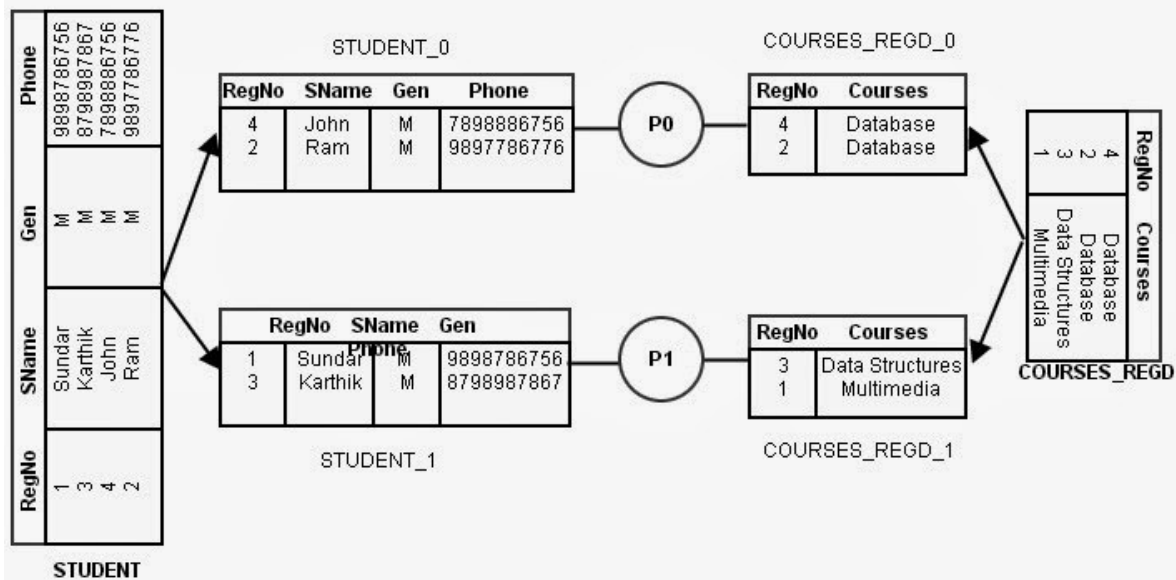 STUDENT_0
RegNo SName Gen Phone
4 John M 7898886756
2 Ram M 9897786776
P0
COURSES_REGD_0
RegNo Courses
4 Database
2 Database
RegNo SName Gen Phone
1 Sundar M 9898786756
3 Karthik M 8798987867
4 John M 7898886756
2 Ram M 9897786776
STUDENT
RegNo SName Gen
Phone
1 Sundar M 9898786756
3 Karthik M 8798987867
STUDENT_1
P1
RegNo Courses
3 Data Structures
1 Multimedia
COURSES_REGD_1
RegNo Courses
4 Database
2 Database
3 Data Structures
1 Multimedia
COURSES_REGD